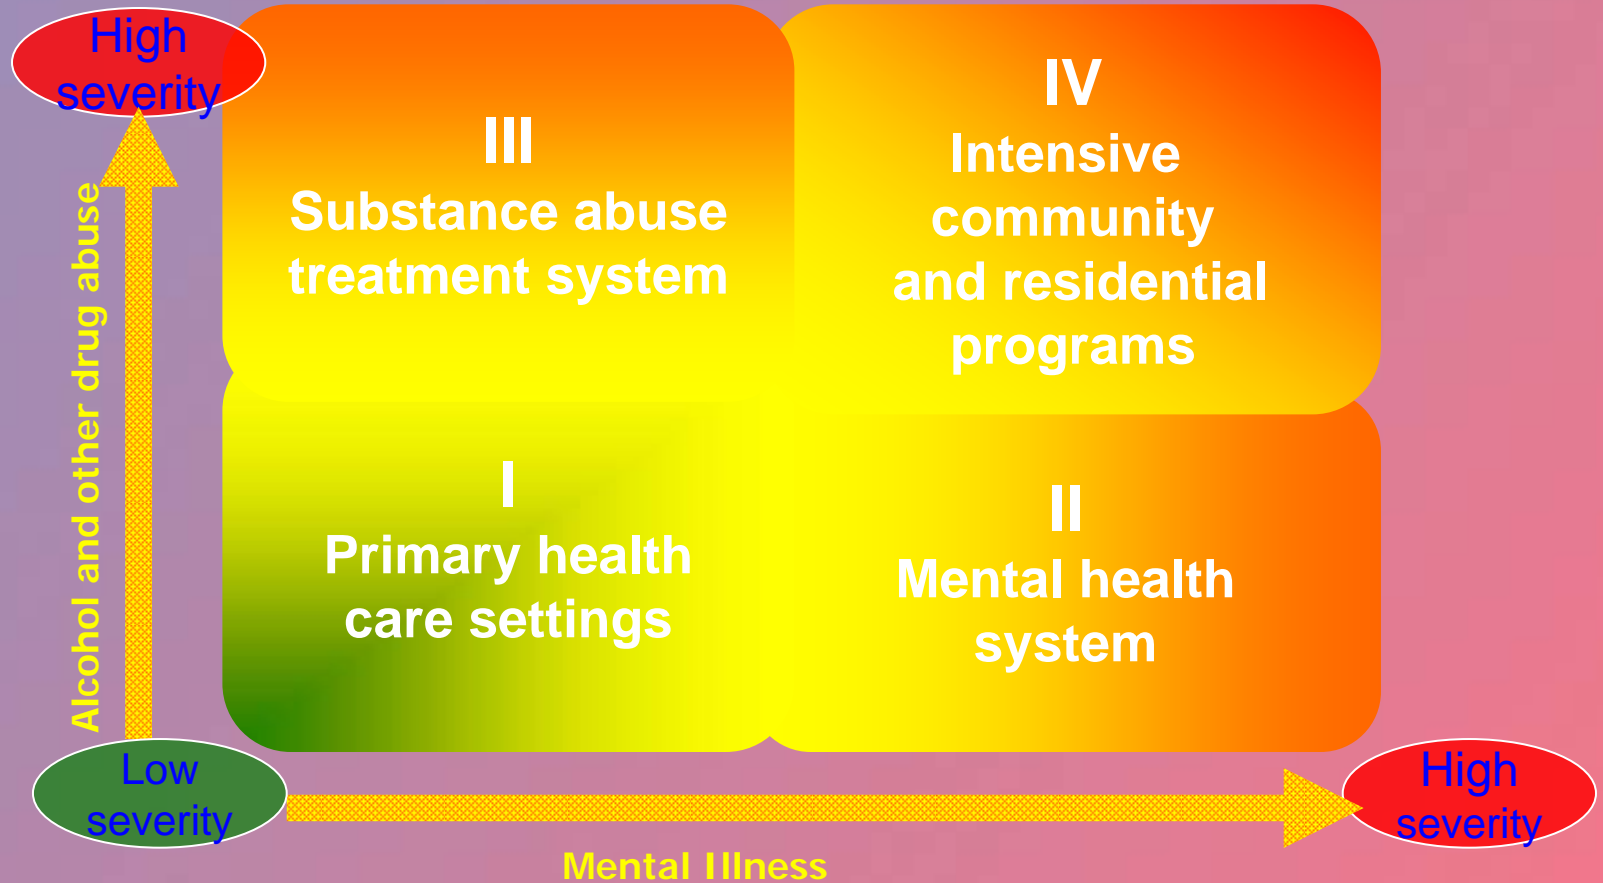 High
severity
III
Substance abuse
treatment system
IV
Intensive
community
and residential
programs
Alcohol and other drug abuse
I
Primary health
care settings
II
Mental health
system
Low
severity
High
severity
Mental Illness